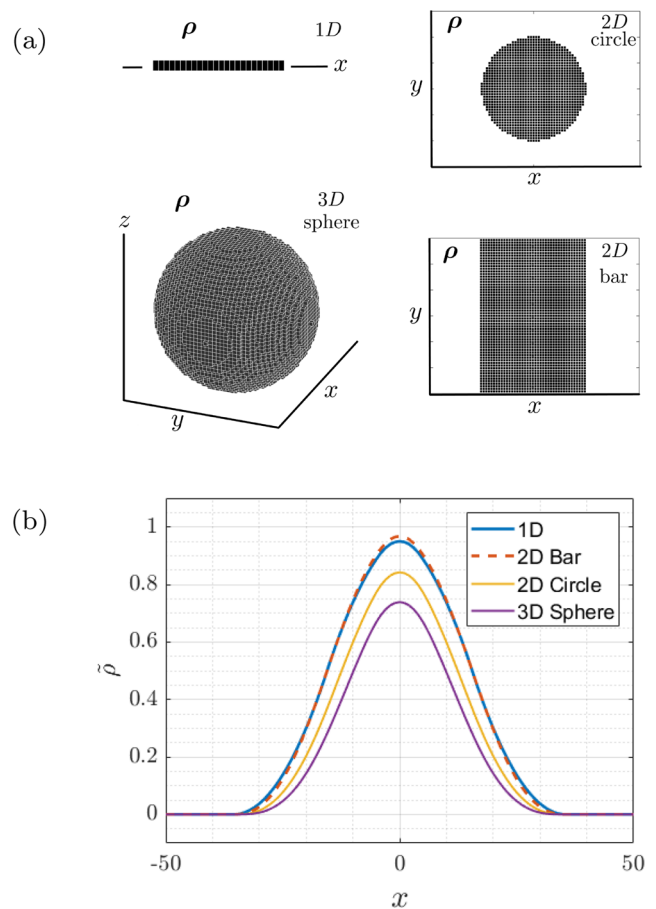 (a)
ρ 1D
x
ρ 2D
circle
y
x
ρ 3D
sphere
z
x
y
ρ 2D
bar
y
x
(b)
1
0.8
0.6
0.4
0.2
0
ρ̃
-50 0 50
x
1D
2D Bar
2D Circle
3D Sphere